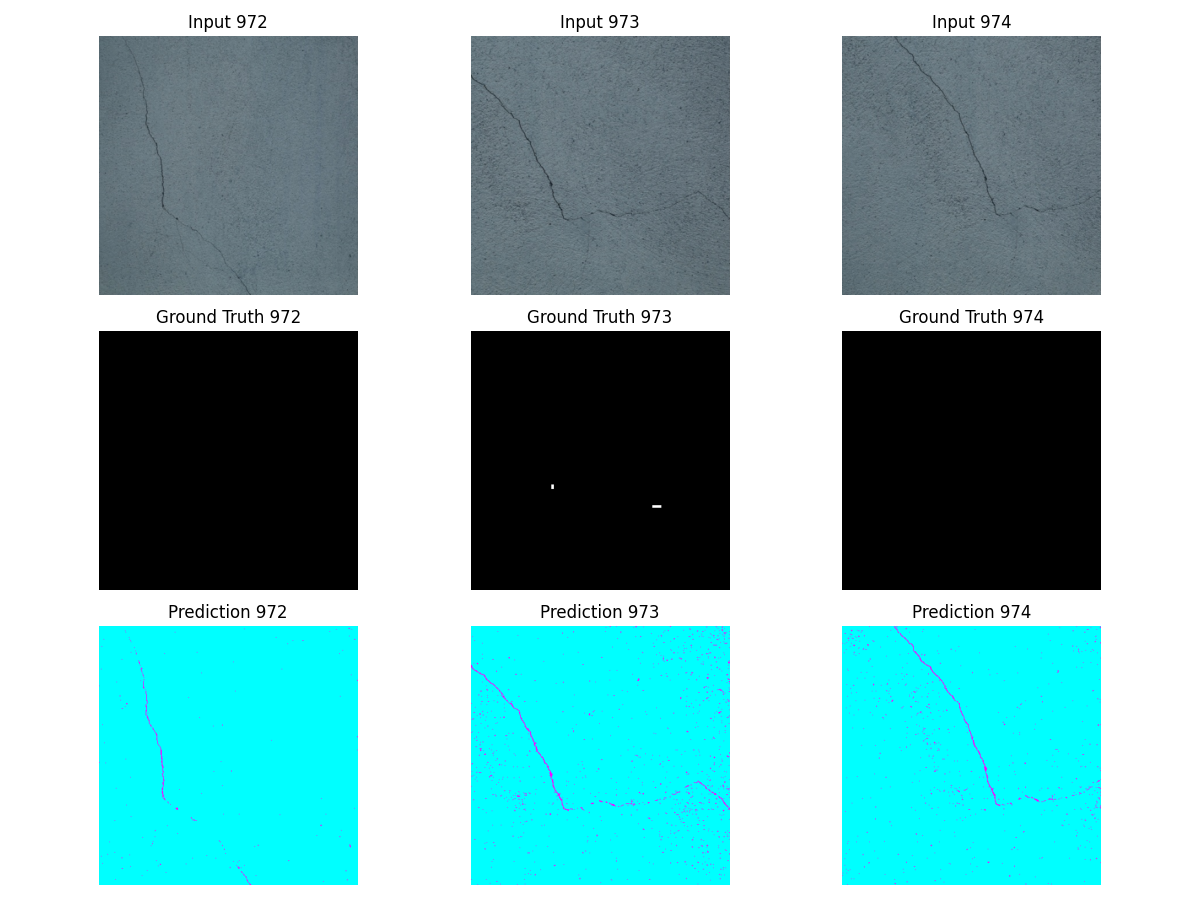 Input 972
Input 973
Input 974
Ground Truth 972
Ground Truth 973
Ground Truth 974
Prediction 972
Prediction 973
Prediction 974